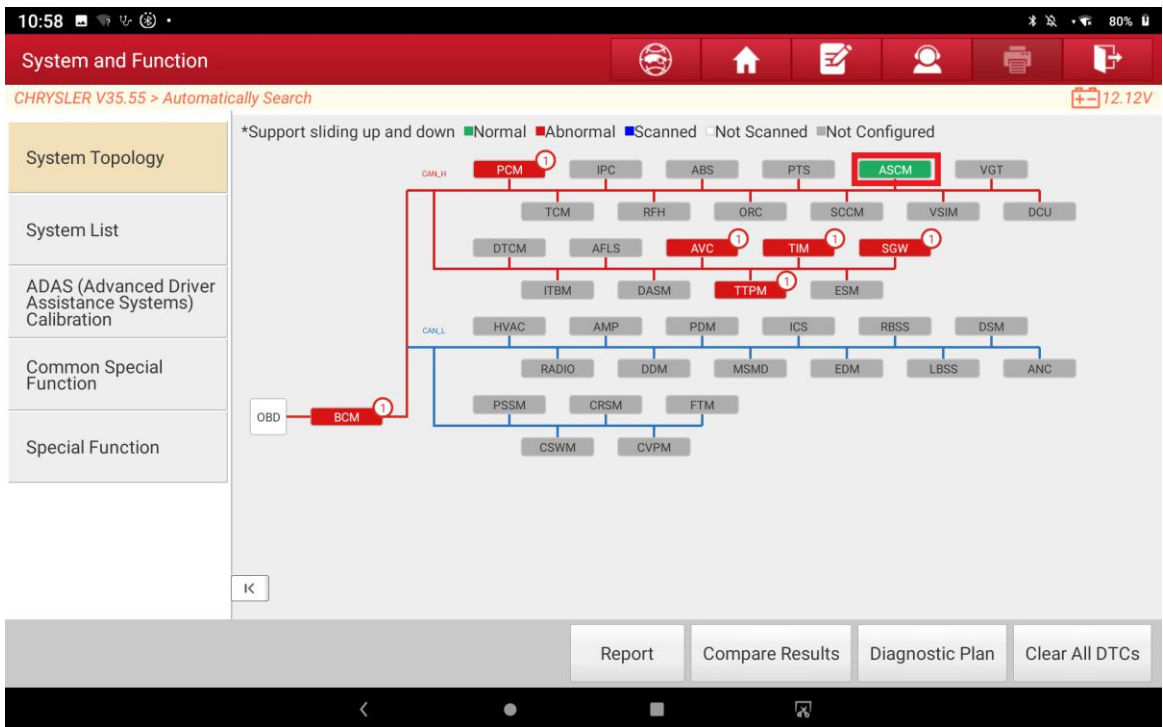 10:58
80%
System and Function
CHRYSLER V35.55 > Automatically Search
12.12V
System Topology
System List
ADAS (Advanced Driver
Assistance Systems)
Calibration
Common Special
Function
Special Function
*Support sliding up and down Normal Abnormal Scanned Not Scanned Not Configured
CAN_H
PCM 1 IPC ABS PTS ASCM VGT
TCM RFH ORC SCCM VSIM DCU
DTCM AFLS AVC 1 TIM 1 SGW 1
ITBM DASM TTPM 1 ESM
CAN_L
HVAC AMP PDM ICS RBSS DSM
RADIO DDM MSMD EDM LBSS ANC
OBD BCM 1
PSSM CRSM FTM
CSWM CVPM
Report Compare Results Diagnostic Plan Clear All DTCs